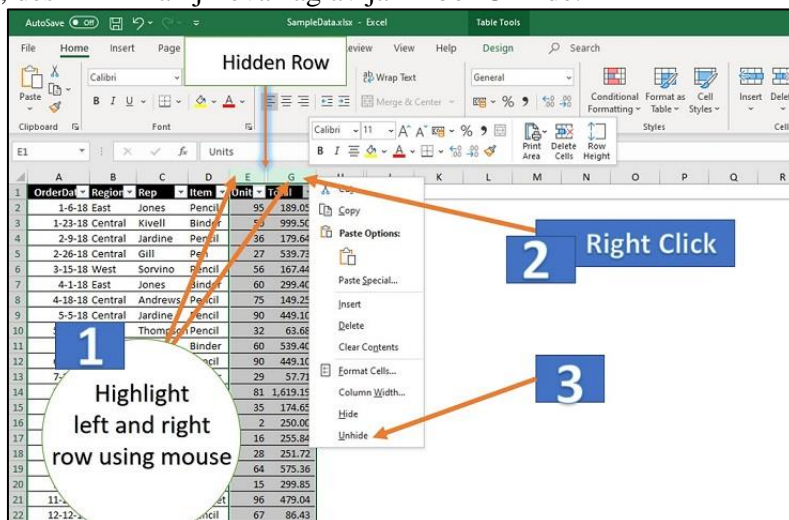 AutoSave Off SampleData.xlsx - Excel Table Tools
File Home Insert Page View Help Design Search
Hidden Row
Paste Calibri Wrap Text General Conditional Formatting Format as Table Cell Styles Insert
B I U Merge & Center % 9
Clipboard Font Styles
Calibri 11 A A % 9
B I A Print Area Delete Cells Row Height
E1 fx Units
A B C D E G K L M N O P Q R
1 Region Rep Item Unit
2 1-6-18 East Jones Pencil 95 189.05
3 1-23-18 Central Kivell Binder 999.50
4 2-9-18 Central Jardine Pencil 36 179.64
5 2-26-18 Central Gill Pen 27 539.73
6 3-15-18 West Sorvino Pencil 56 167.44
7 4-1-18 East Jones Binder 60 299.40
8 4-18-18 Central Andrews Pencil 75 149.25
9 5-5-18 Central Jardine Pencil 90 449.10
10 Thompson Pencil 32 63.68
11 Binder 60 539.40
12 90 449.10
13 29 57.71
14 81 1,619.19
15 35 174.65
16 2 250.00
17 16 255.84
18 28 251.72
19 64 575.36
20 15 299.85
21 96 479.04
22 67 86.43
Copy
Paste Options:
Paste Special...
Insert
Delete
Clear Contents
Format Cells...
Column Width...
Hide
Unhide
1
Highlight
left and right
row using mouse
2
Right Click
3